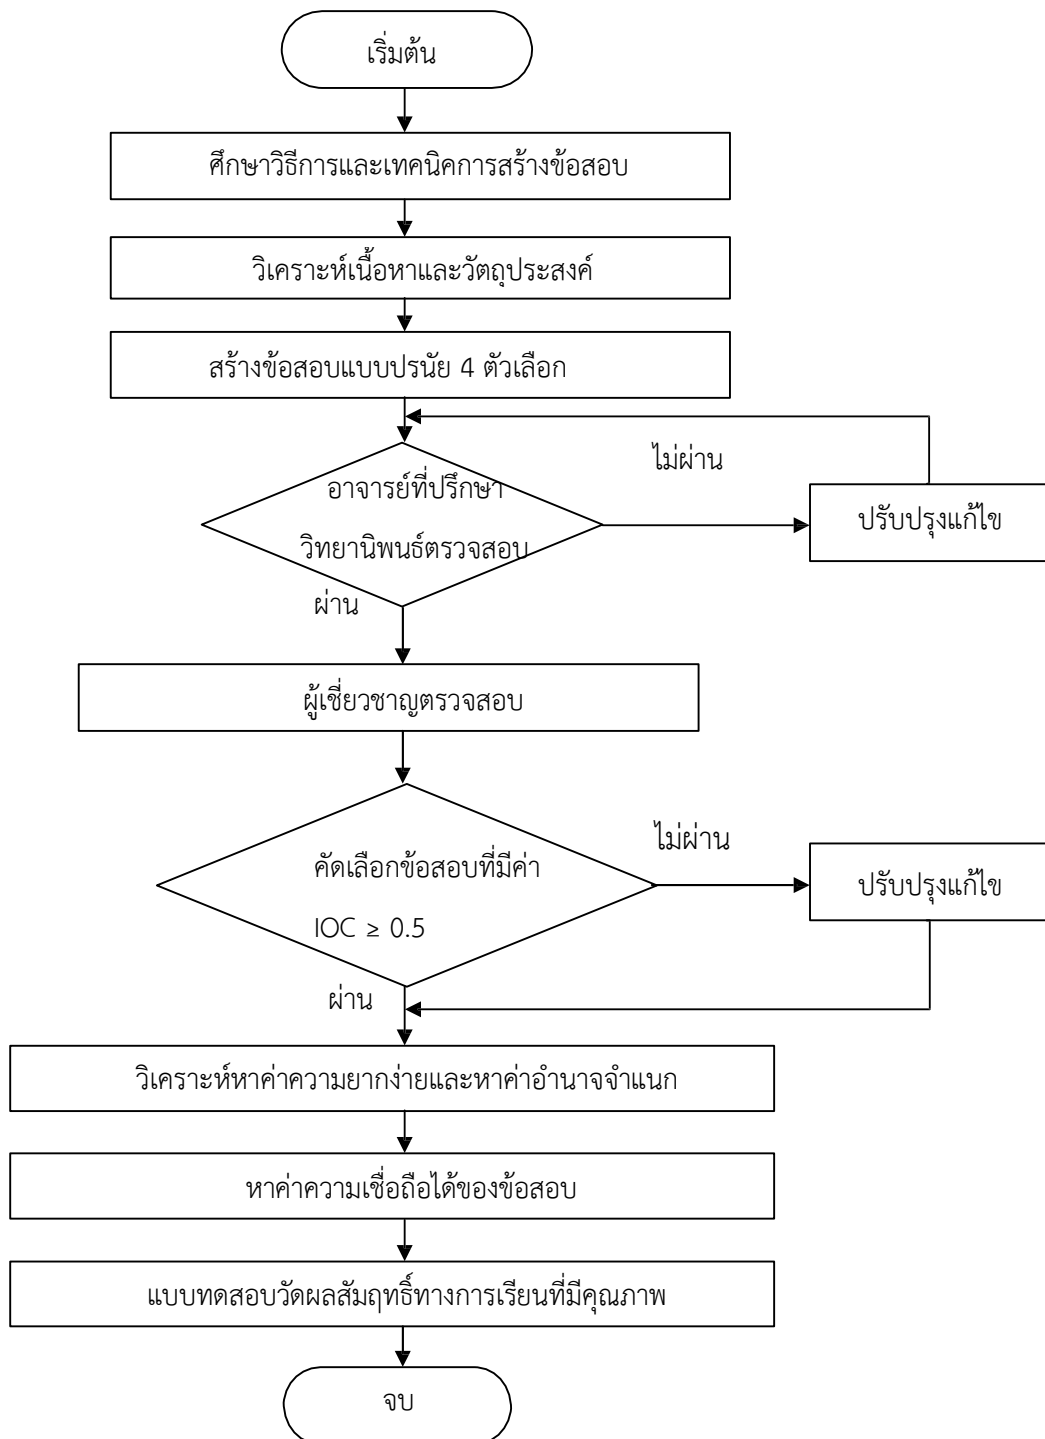 เริ่มต้น
ศึกษาวิธีการและเทคนิคการสร้างข้อสอบ
วิเคราะห์เนื้อหาและวัตถุประสงค์
สร้างข้อสอบแบบปรนัย 4 ตัวเลือก
ไม่ผ่าน
อาจารย์ที่ปรึกษา
วิทยานิพนธ์ตรวจสอบ
ปรับปรุงแก้ไข
ผ่าน
ผู้เชี่ยวชาญตรวจสอบ
ไม่ผ่าน
คัดเลือกข้อสอบที่มีค่า
IOC ≥ 0.5
ปรับปรุงแก้ไข
ผ่าน
วิเคราะห์หาค่าความยากง่ายและหาค่าอำนาจจำแนก
หาค่าความเชื่อถือได้ของข้อสอบ
แบบทดสอบวัดผลสัมฤทธิ์ทางการเรียนที่มีคุณภาพ
จบ